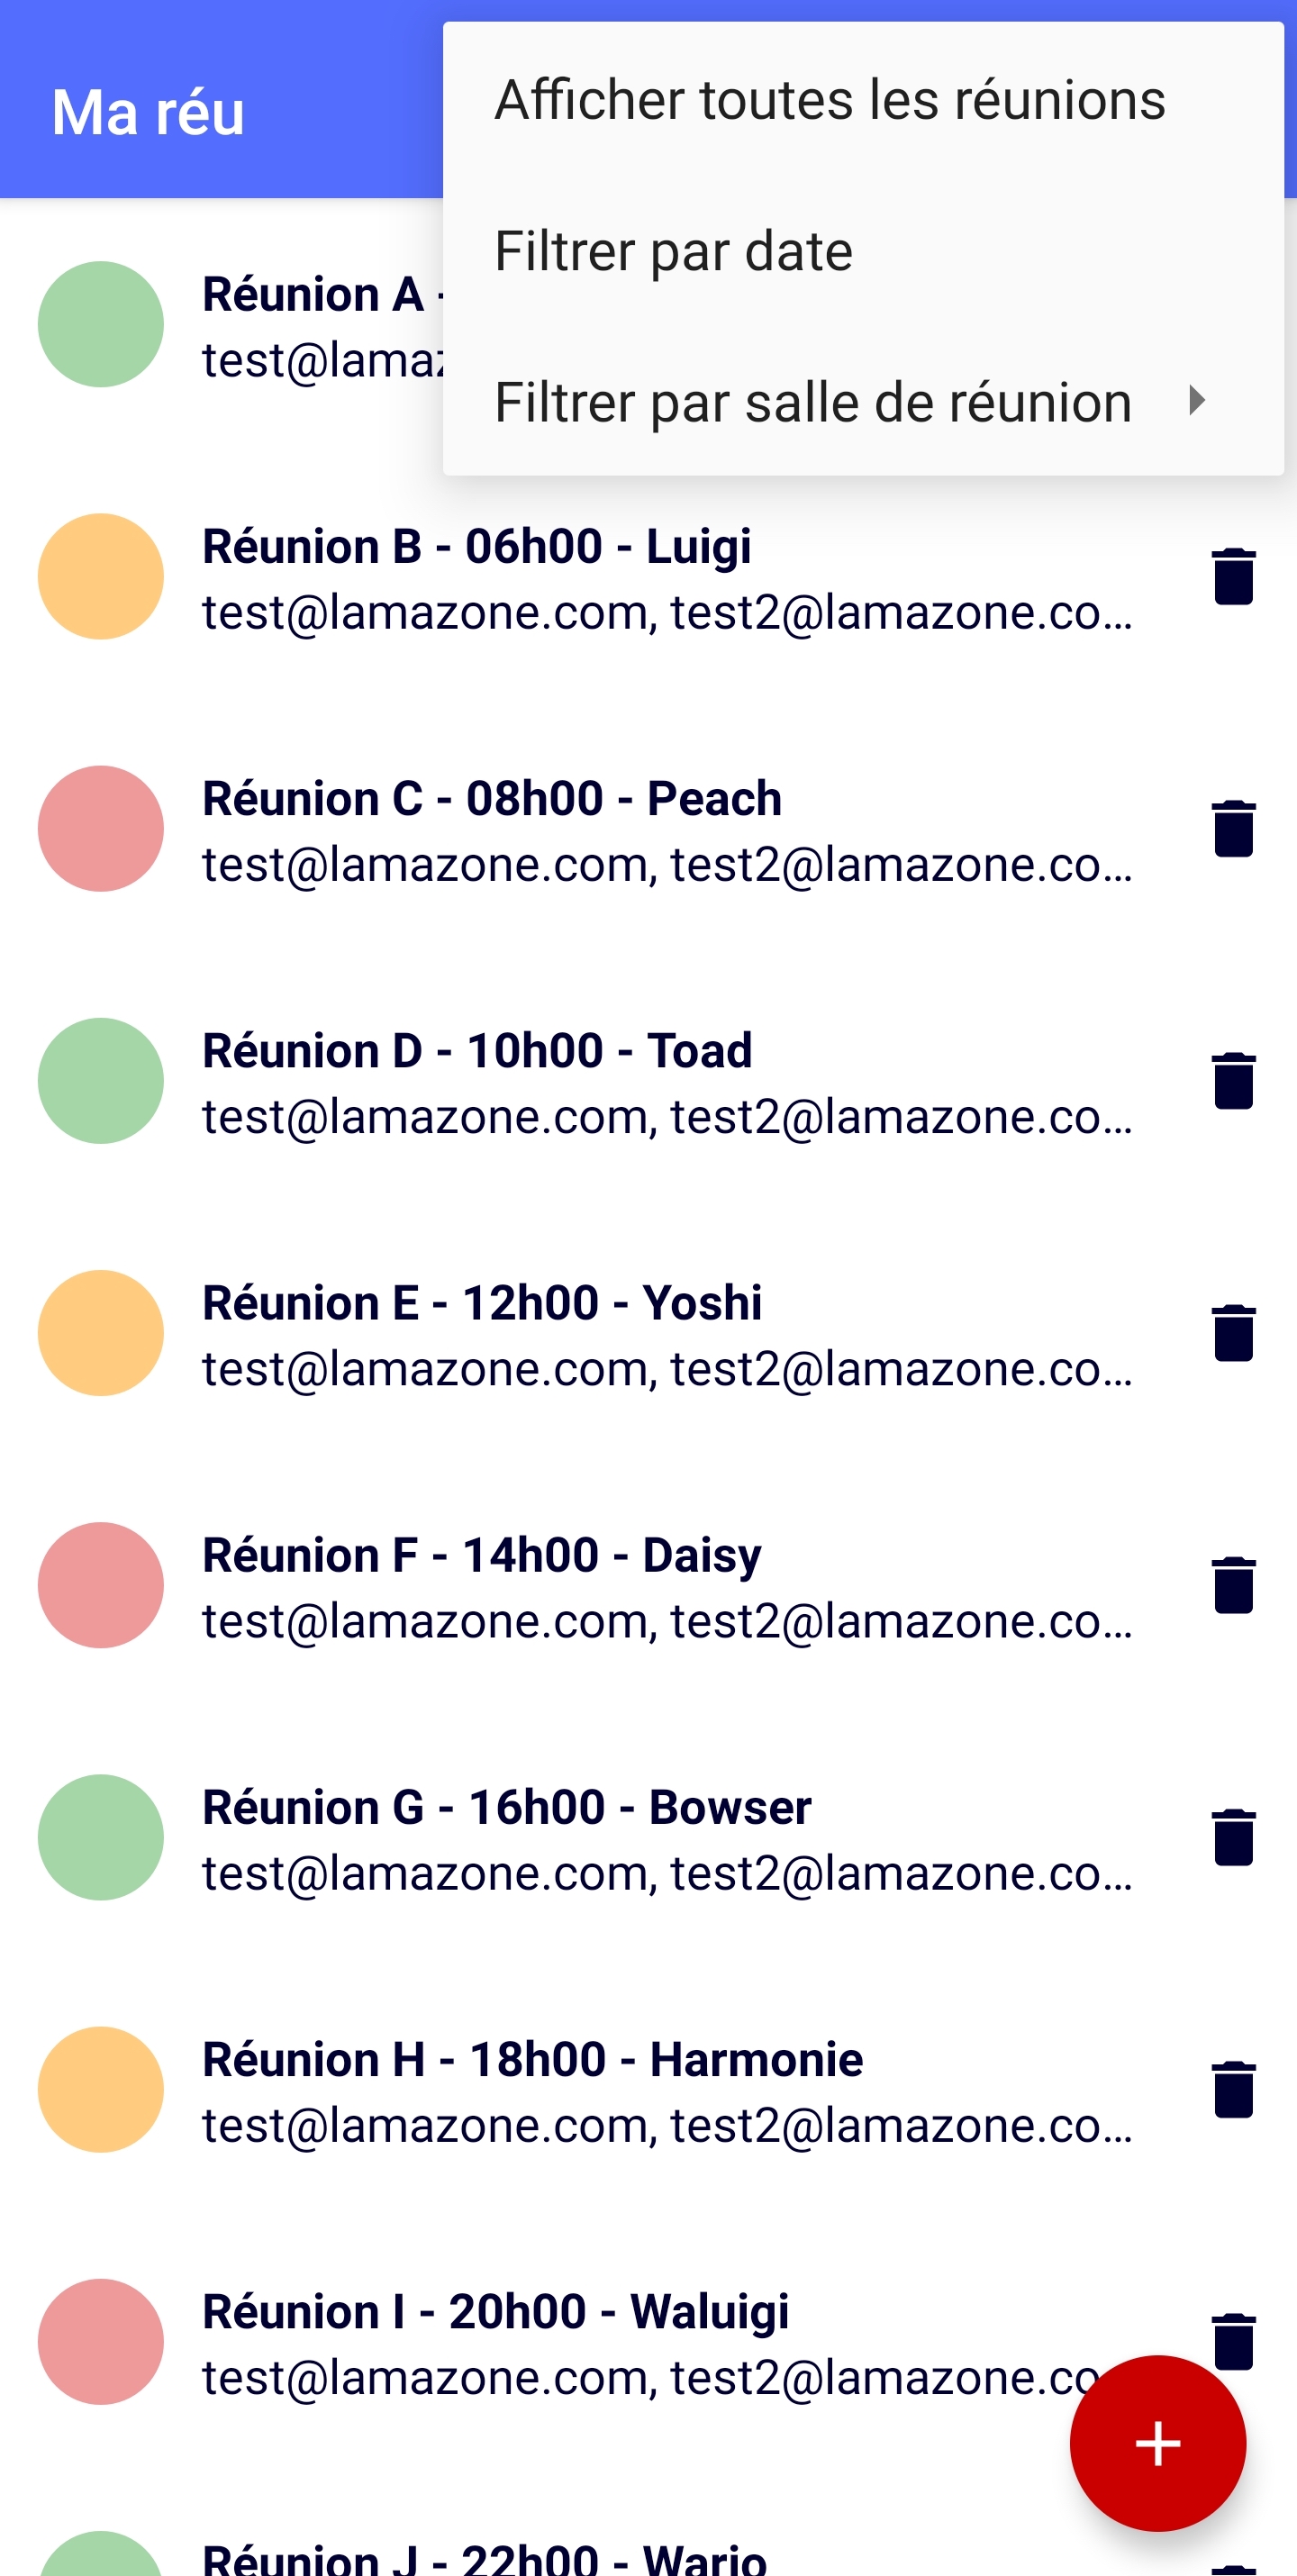 Ma réu
Afficher toutes les réunions
Filtrer par date
Filtrer par salle de réunion
Réunion A -
test@lamaz
Réunion B - 06h00 - Luigi
test@lamazone.com, test2@lamazone.co...
Réunion C - 08h00 - Peach
test@lamazone.com, test2@lamazone.co...
Réunion D - 10h00 - Toad
test@lamazone.com, test2@lamazone.co...
Réunion E - 12h00 - Yoshi
test@lamazone.com, test2@lamazone.co...
Réunion F - 14h00 - Daisy
test@lamazone.com, test2@lamazone.co...
Réunion G - 16h00 - Bowser
test@lamazone.com, test2@lamazone.co...
Réunion H - 18h00 - Harmonie
test@lamazone.com, test2@lamazone.co...
Réunion I - 20h00 - Waluigi
test@lamazone.com, test2@lamazone.co
Réunion J - 22h00 - Wario